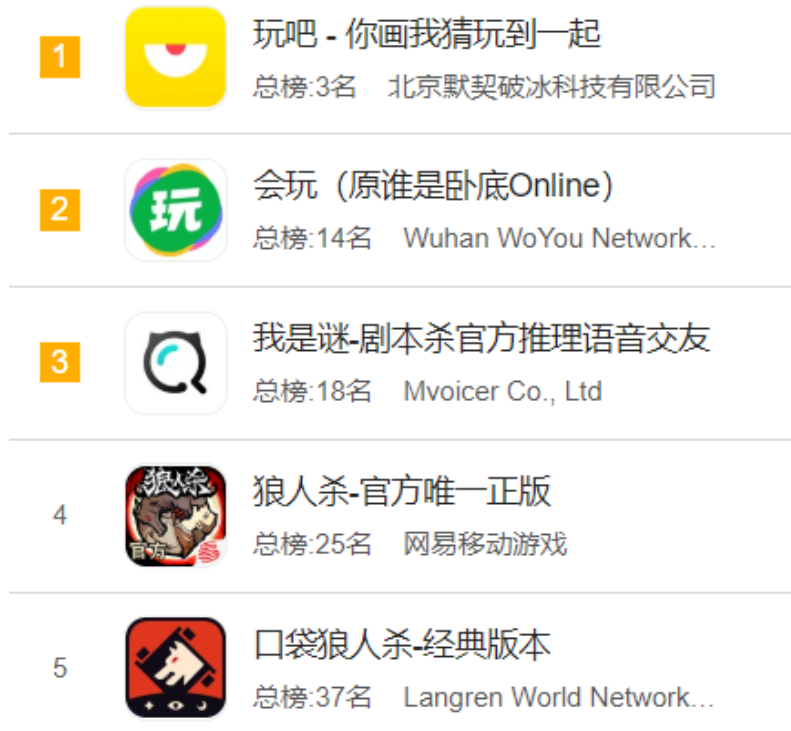 1
玩吧 - 你画我猜玩到一起
总榜:3名 北京默契破冰科技有限公司
2
玩
会玩（原谁是卧底Online）
总榜:14名 Wuhan WoYou Network...
3
我是谜-剧本杀官方推理语音交友
总榜:18名 Mvoicer Co., Ltd
4
狼人杀
官方
狼人杀-官方唯一正版
总榜:25名 网易移动游戏
5
口袋狼人杀-经典版本
总榜:37名 Langren World Network...